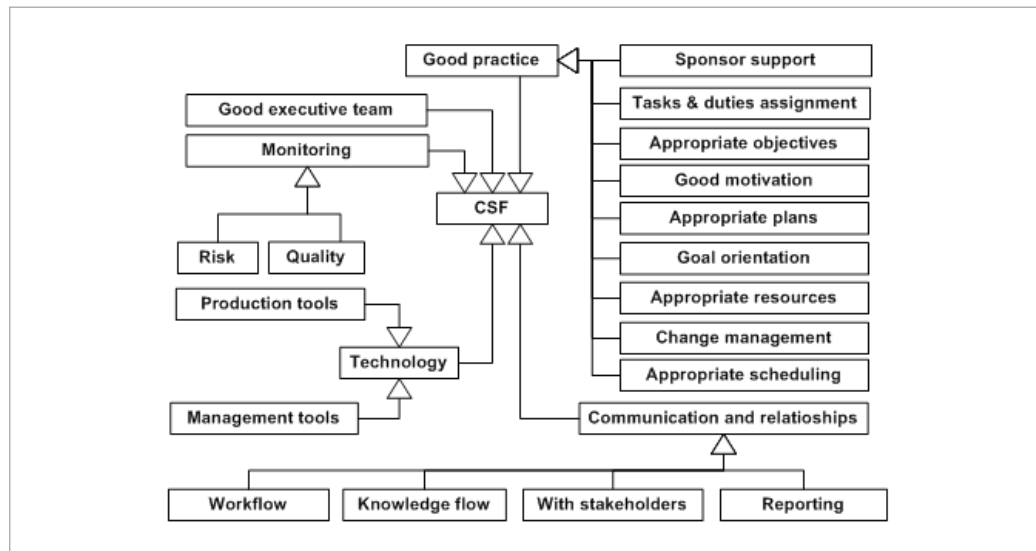 Good practice
Sponsor support
Good executive team
Tasks & duties assignment
Monitoring
Appropriate objectives
Good motivation
CSF
Appropriate plans
Risk
Quality
Goal orientation
Production tools
Appropriate resources
Change management
Technology
Appropriate scheduling
Management tools
Communication and relatioships
Workflow
Knowledge flow
With stakeholders
Reporting